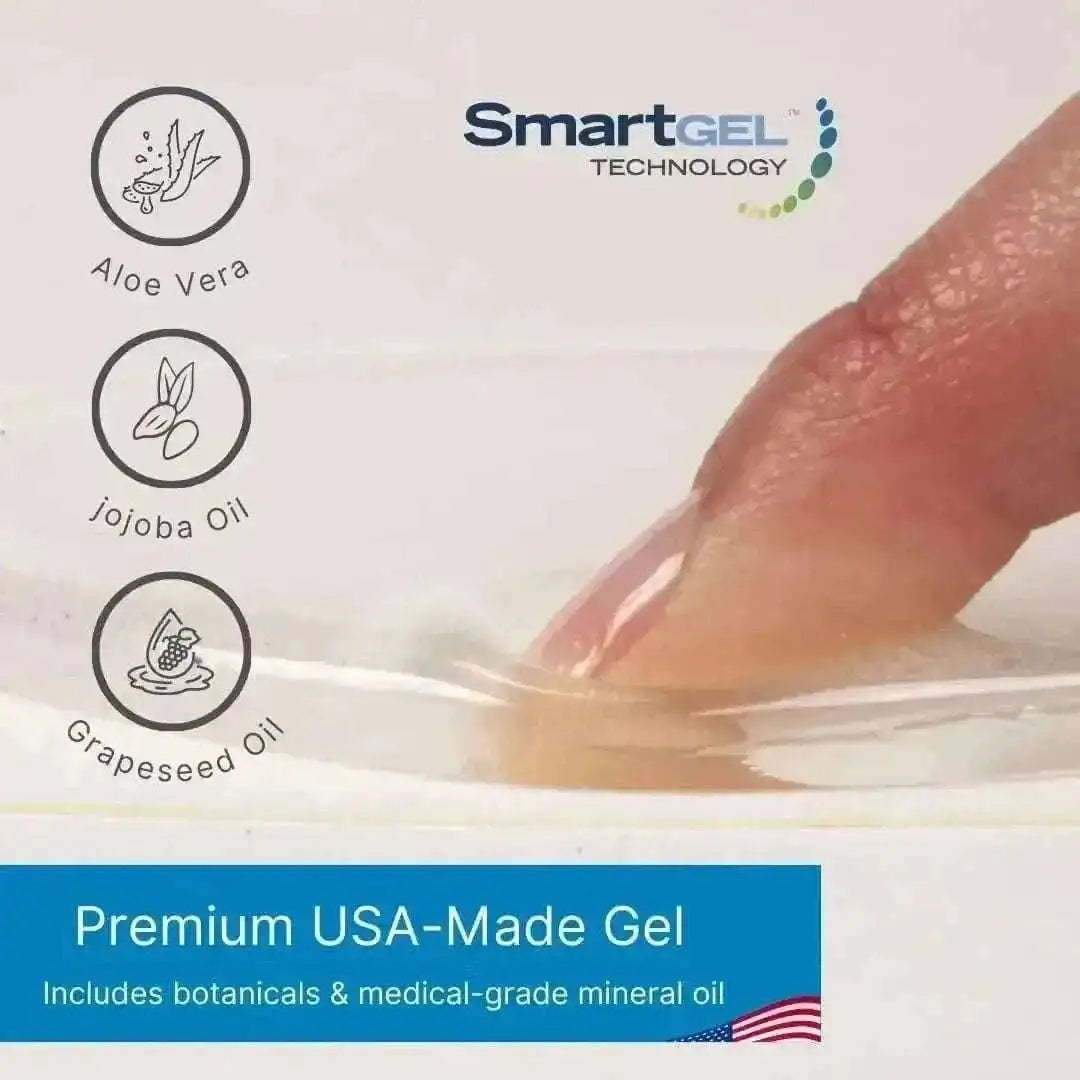 SmartGEL™
TECHNOLOGY
Aloe Vera
jojoba Oil
Grapeseed Oil
Premium USA-Made Gel
Includes botanicals & medical-grade mineral oil